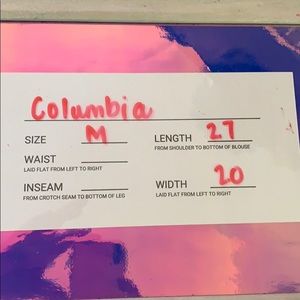 Columbia
SIZE M LENGTH 27
FROM SHOULDER TO BOTTOM OF BLOUSE
WAIST
LAID FLAT FROM LEFT TO RIGHT
INSEAM WIDTH 20
FROM CROTCH SEAM TO BOTTOM OF LEG LAID FLAT FROM LEFT TO RIGHT